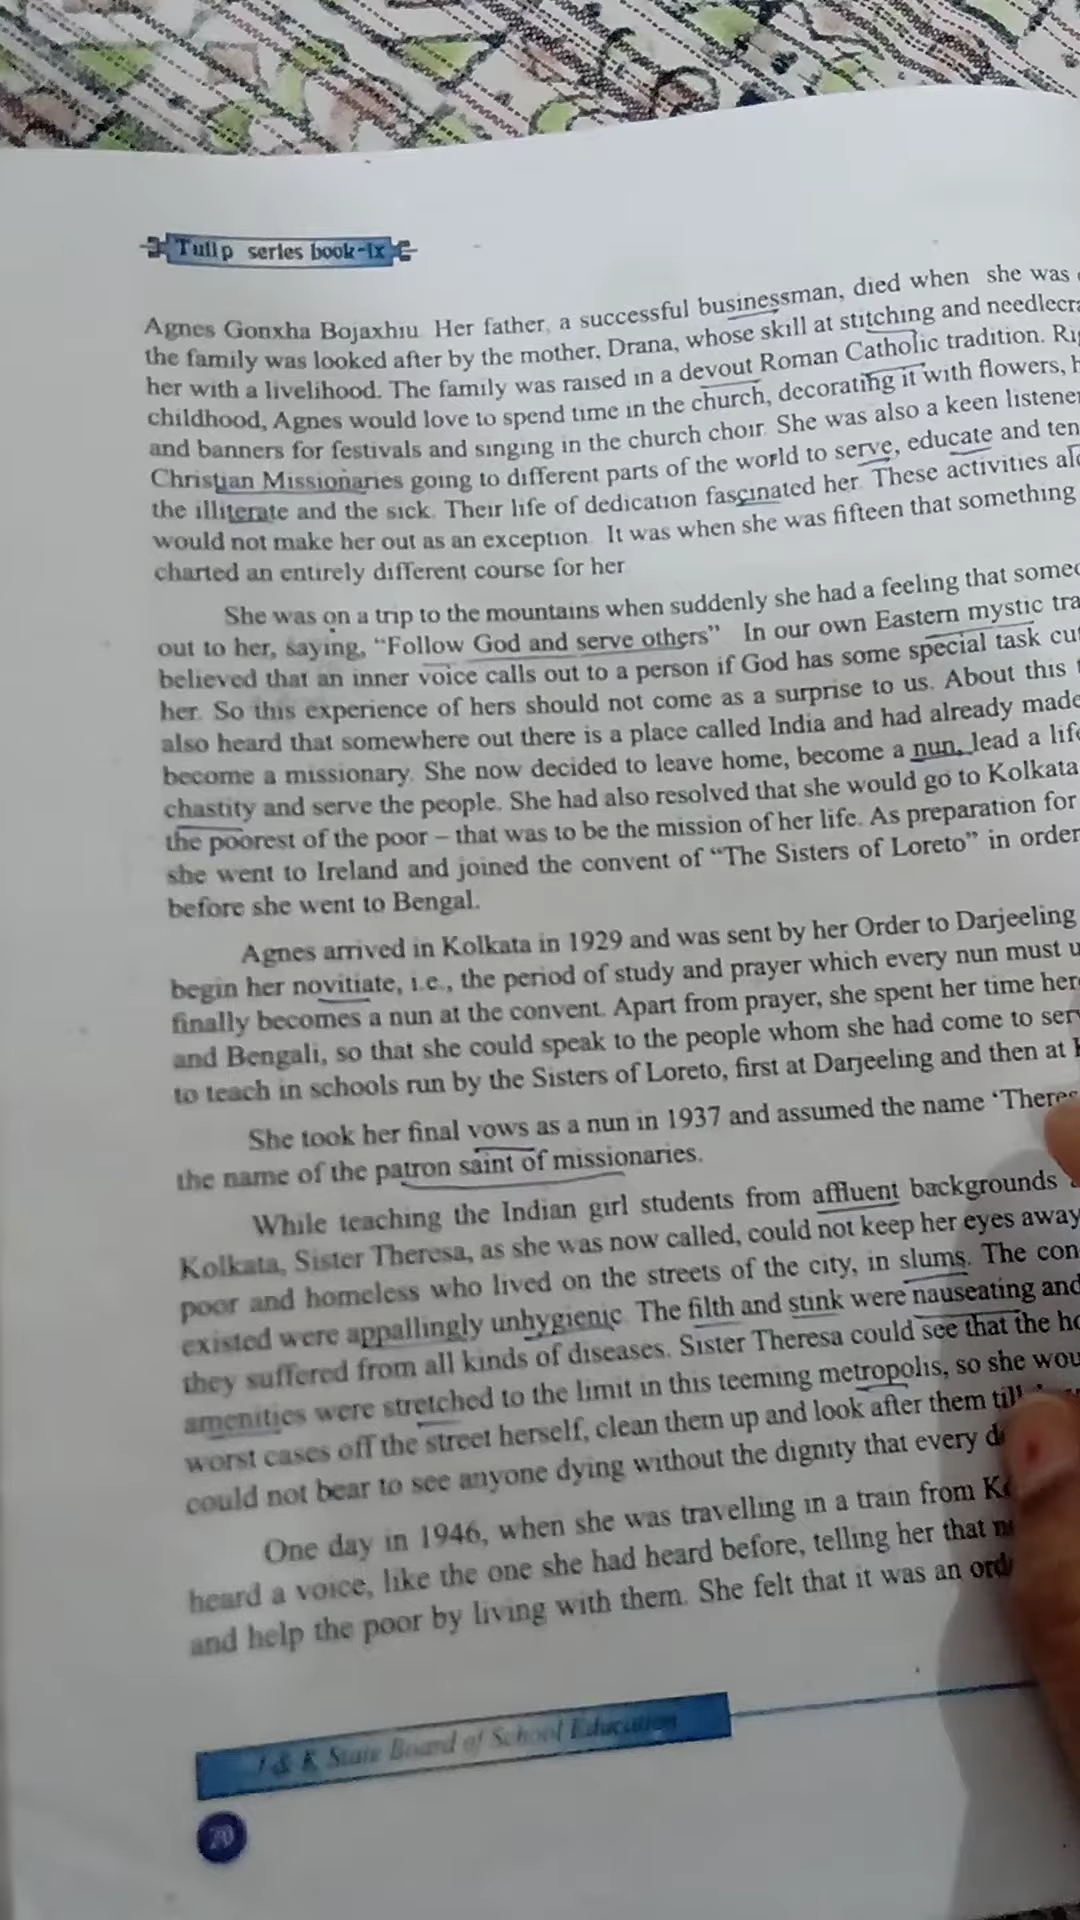 Tulip series book-ix
Agnes Gonxha Bojaxhiu. Her father, a successful businessman, died when she was
the family was looked after by the mother, Drana, whose skill at stitching and
her with a livelihood. The family was raised in a devout Roman Catholic tradition.
childhood, Agnes would love to spend time in the church, decorating it with flowers,
and banners for festivals and singing in the church choir. She was also a keen
Christian Missionaries going to different parts of the world to serve, educate and
the illiterate and the sick. Their life of dedication fascinated her. These activities
would not make her out as an exception. It was when she was fifteen that something
charted an entirely different course for her
She was on a trip to the mountains when suddenly she had a feeling that
out to her, saying, “Follow God and serve others” In our own Eastern mystic
believed that an inner voice calls out to a person if God has some special task
her. So this experience of hers should not come as a surprise to us. About this
also heard that somewhere out there is a place called India and had already made
become a missionary. She now decided to leave home, become a nun, lead a
chastity and serve the people. She had also resolved that she would go to Kolkata
the poorest of the poor – that was to be the mission of her life. As preparation for
she went to Ireland and joined the convent of “The Sisters of Loreto” in order
before she went to Bengal.
Agnes arrived in Kolkata in 1929 and was sent by her Order to Darjeeling
begin her novitiate, i.e., the period of study and prayer which every nun must
finally becomes a nun at the convent. Apart from prayer, she spent her time
and Bengali, so that she could speak to the people whom she had come to
to teach in schools run by the Sisters of Loreto, first at Darjeeling and then at
She took her final vows as a nun in 1937 and assumed the name
the name of the patron saint of missionaries.
While teaching the Indian girl students from affluent backgrounds
Kolkata, Sister Theresa, as she was now called, could not keep her eyes away
poor and homeless who lived on the streets of the city, in slums. The
existed were appallingly unhygienic. The filth and stink were nauseating and
they suffered from all kinds of diseases. Sister Theresa could see that the
amenities were stretched to the limit in this teeming metropolis, so she
worst cases off the street herself, clean them up and look after them
could not bear to see anyone dying without the dignity that every
One day in 1946, when she was travelling in a train from
heard a voice, like the one she had heard before, telling her that
and help the poor by living with them. She felt that it was an
J & K State Board of School Education
70